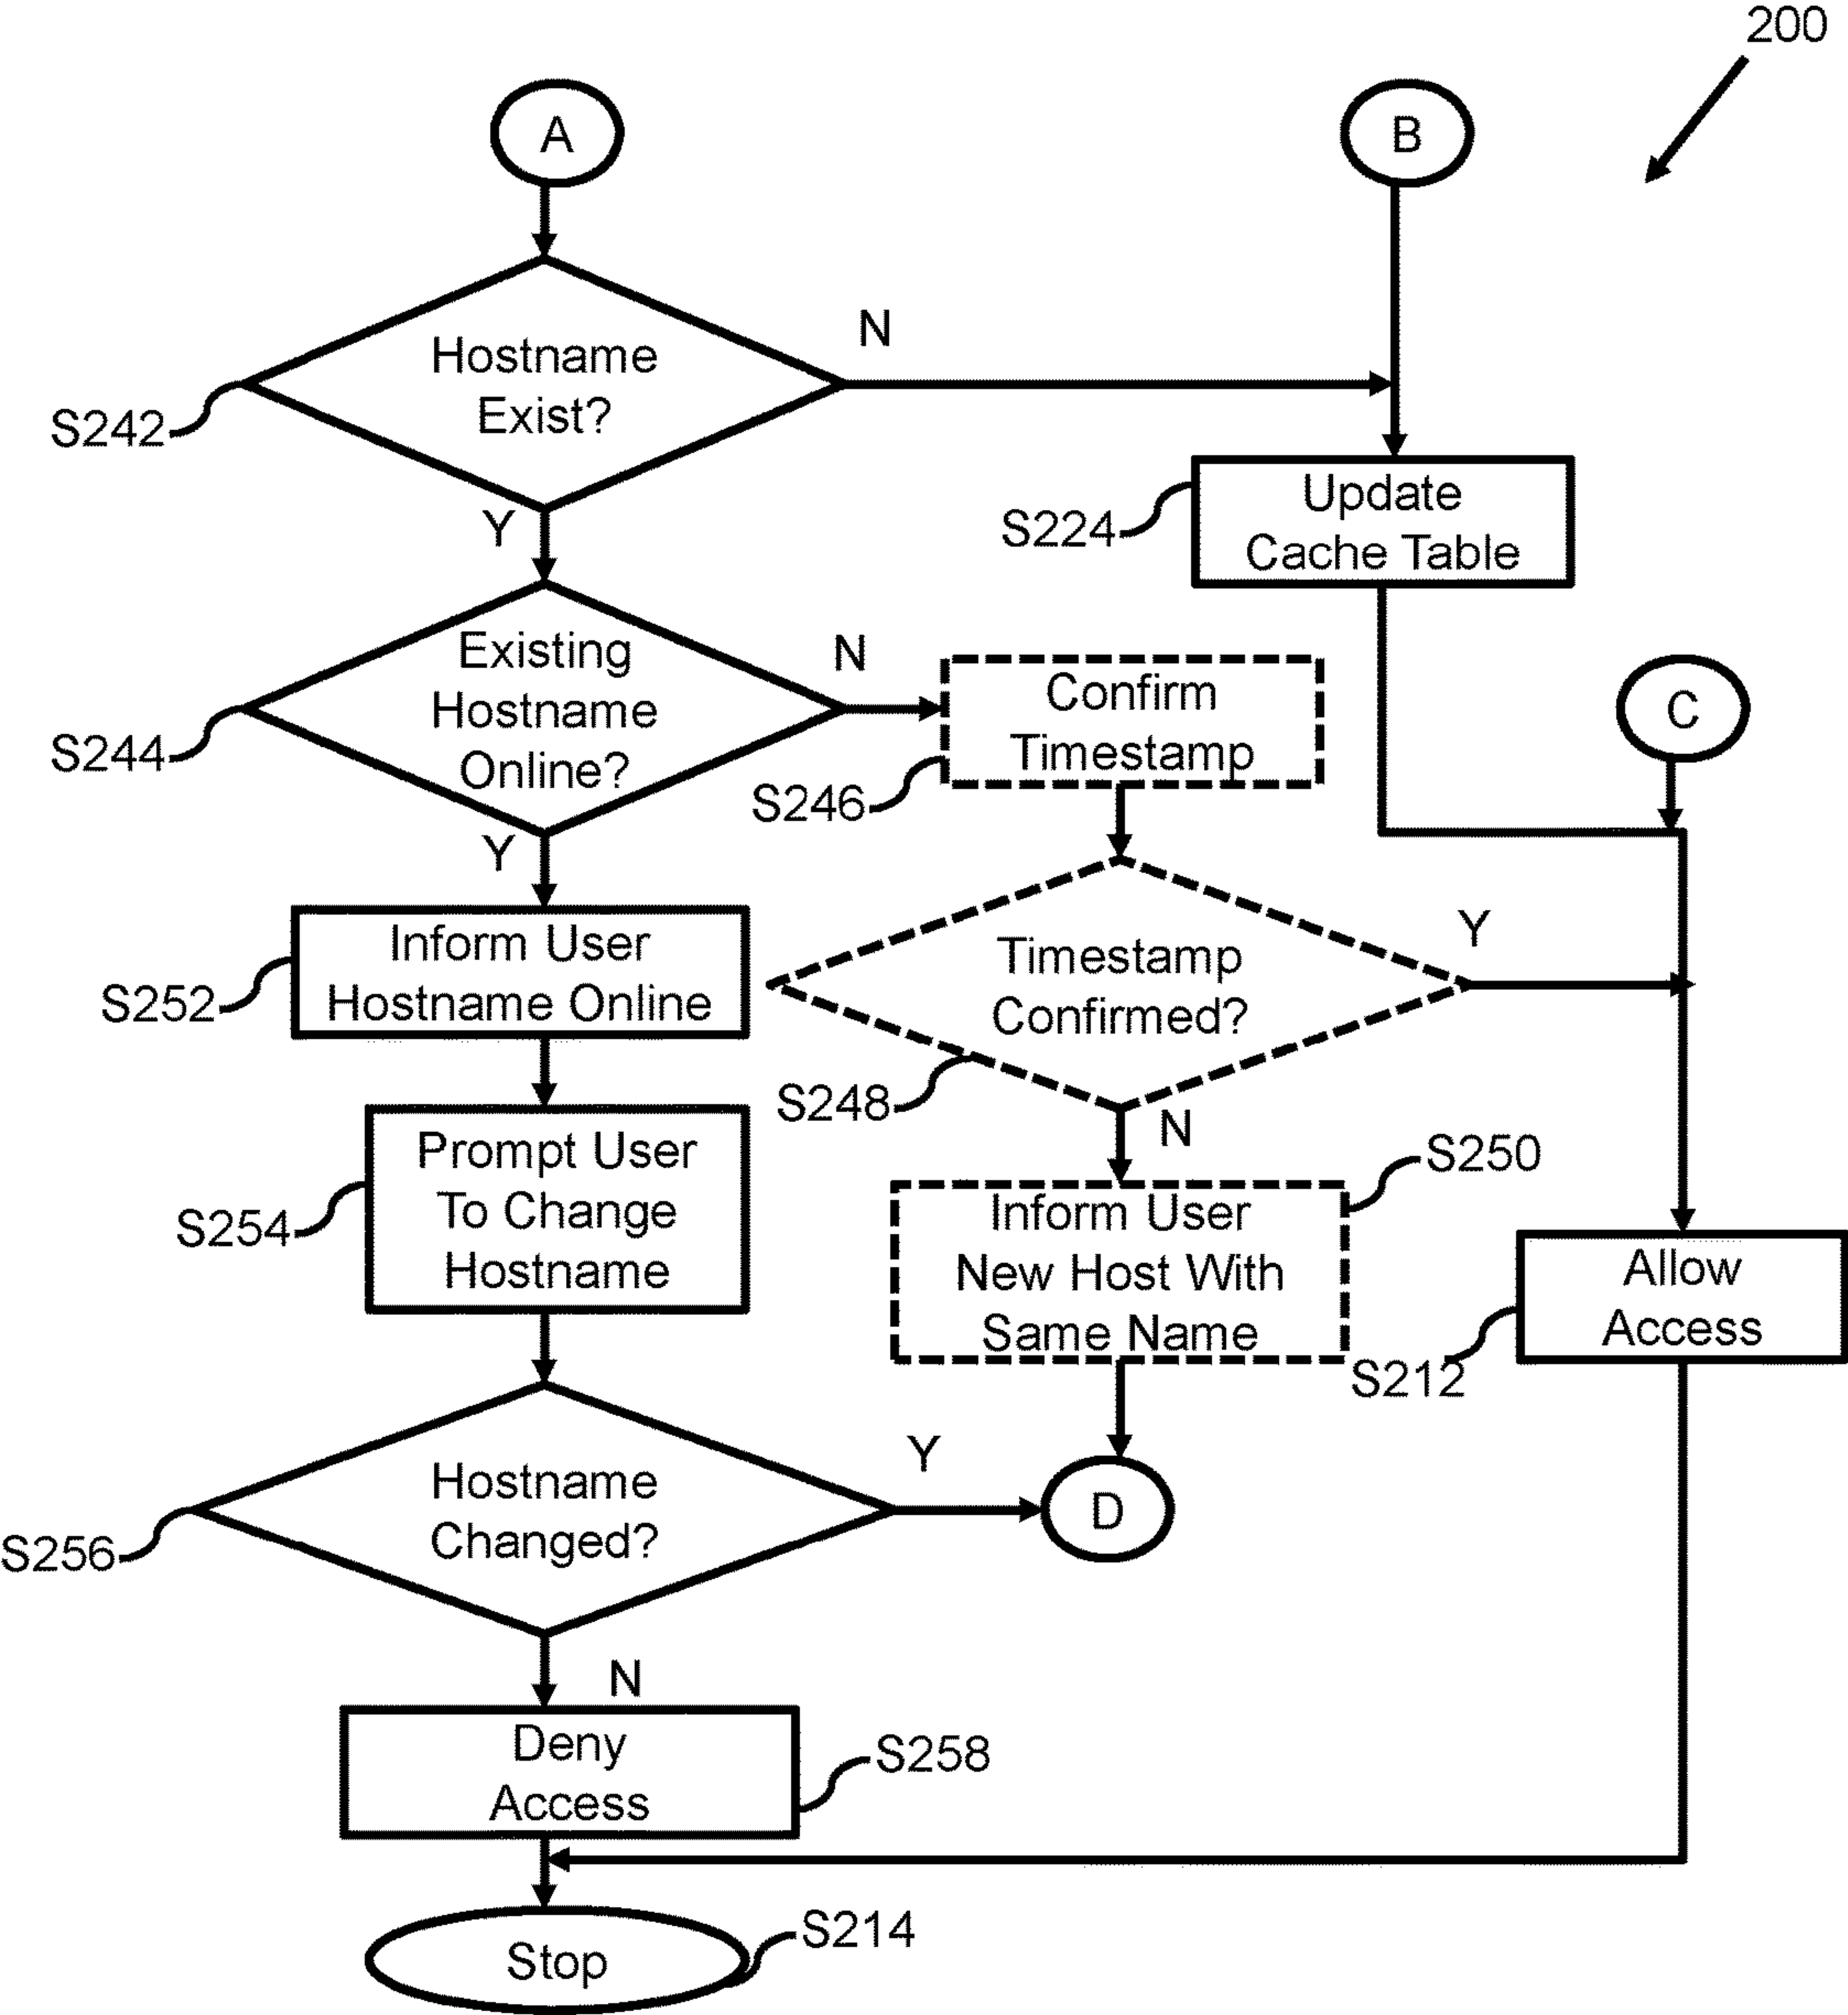 200
A
B
Hostname
Exist?
N
S242
Y
Update
Cache Table
S224
Existing
Hostname
Online?
N
S244
Y
Confirm
Timestamp
S246
C
Inform User
Hostname Online
S252
Timestamp
Confirmed?
Y
S248
N
Prompt User
To Change
Hostname
S254
S250
Inform User
New Host With
Same Name
Allow
Access
S212
Hostname
Changed?
Y
D
S256
N
Deny
Access
S258
Stop
S214